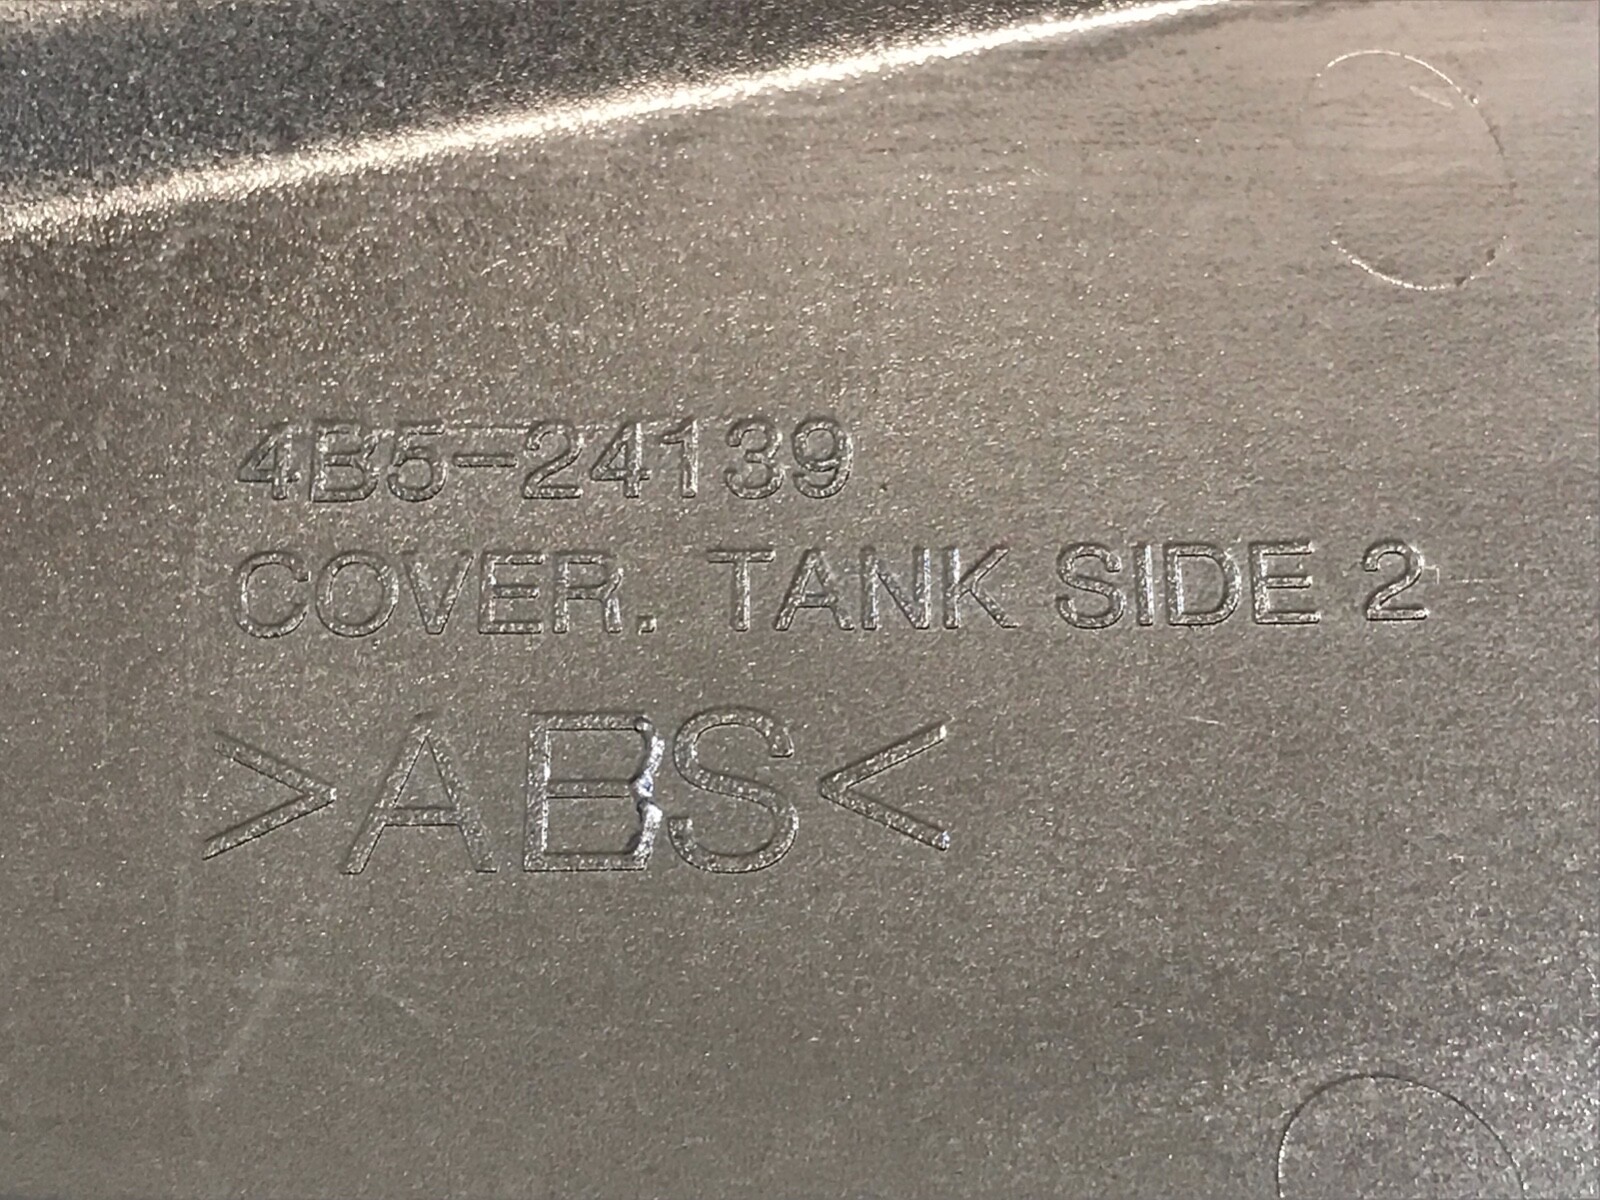 4B5-24139
COVER. TANK SIDE 2
>ABS<